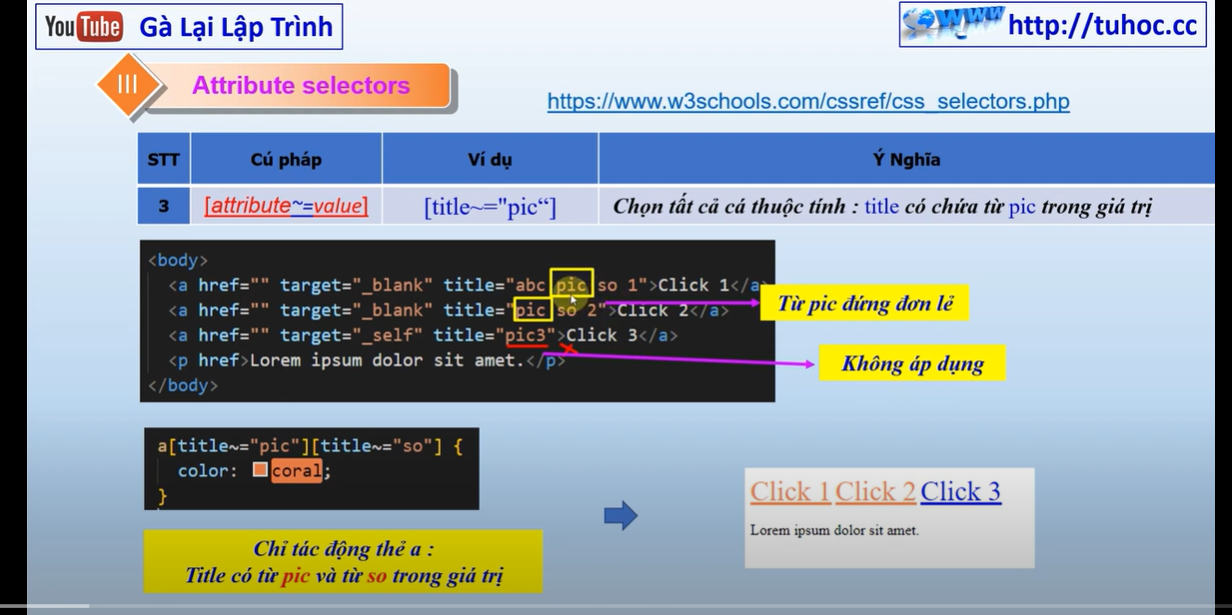 YouTube Gà Lại Lập Trình
www http://tuhoc.cc
III Attribute selectors
https://www.w3schools.com/cssref/css_selectors.php
STT Cú pháp Ví dụ Ý Nghĩa
3 [attribute~=value] [title~="pic“] Chọn tất cả cá thuộc tính : title có chứa từ pic trong giá trị
<body>
<a href="" target="_blank" title="abc pic so 1">Click 1</a>
<a href="" target="_blank" title="pic so 2">Click 2</a>
<a href="" target="_self" title="pic3">Click 3</a>
<p href>Lorem ipsum dolor sit amet.</p>
</body>
Từ pic đứng đơn lẻ
Không áp dụng
a[title~="pic"][title~="so"] {
color: coral;
}
Chỉ tác động thẻ a :
Title có từ pic và từ so trong giá trị
Click 1 Click 2 Click 3
Lorem ipsum dolor sit amet.